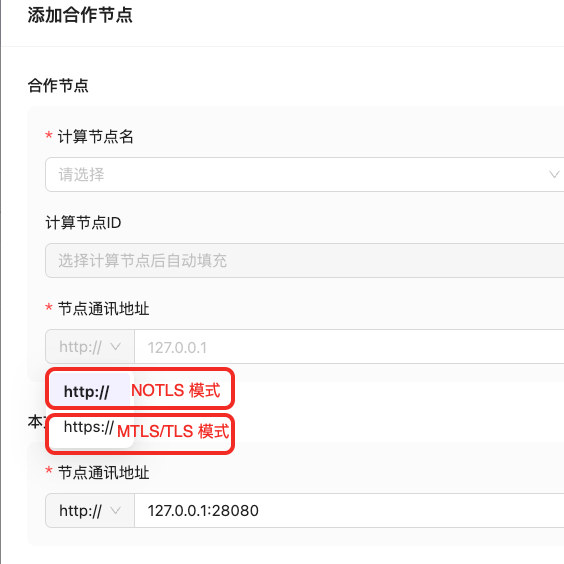 添加合作节点
合作节点
* 计算节点名
请选择
计算节点ID
选择计算节点后自动填充
* 节点通讯地址
http:// 127.0.0.1
http:// NOTLS 模式
https:// MTLS/TLS 模式
* 节点通讯地址
http:// 127.0.0.1:28080